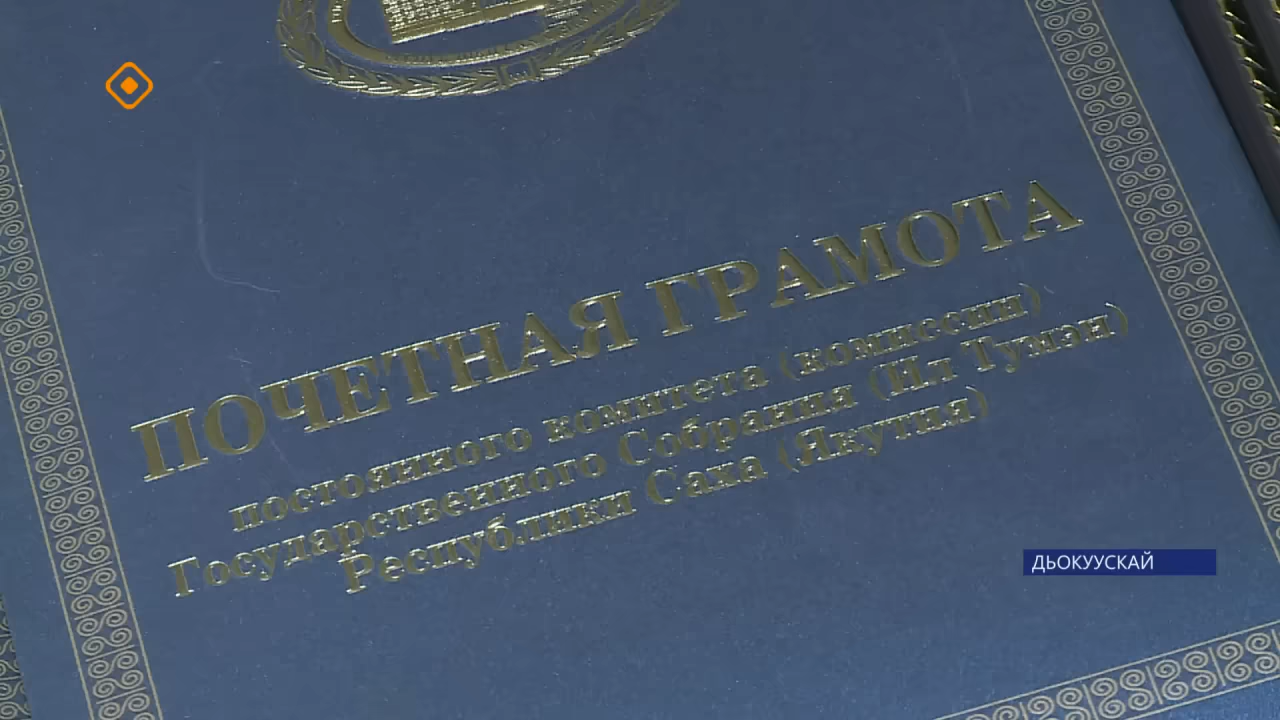 ПОЧЕТНАЯ ГРАМОТА
постоянного комитета (комиссии)
Государственного Собрания (Ил Тумэн)
Республики Саха (Якутия)
ДЬОКУУСКАЙ